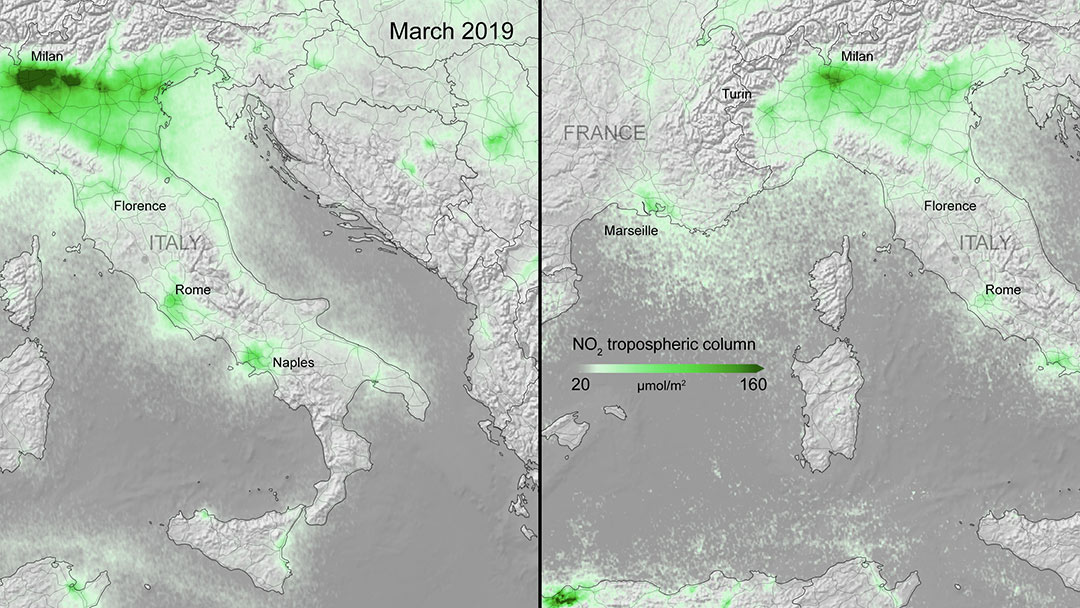 March 2019
Milan
Florence
ITALY
Rome
Naples
Milan
Turin
FRANCE
Florence
Marseille
ITALY
Rome
NO₂ tropospheric column
20 µmol/m² 160